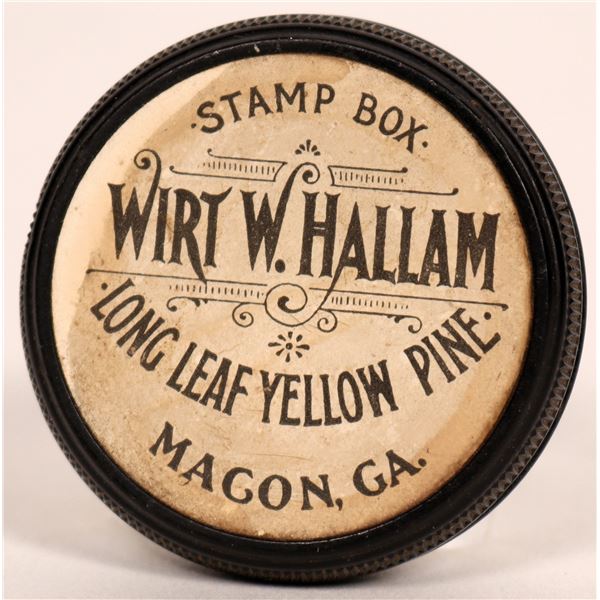 ·STAMP BOX·
WIRT W. HALLAM
·LONG LEAF YELLOW PINE·
MACON, GA.